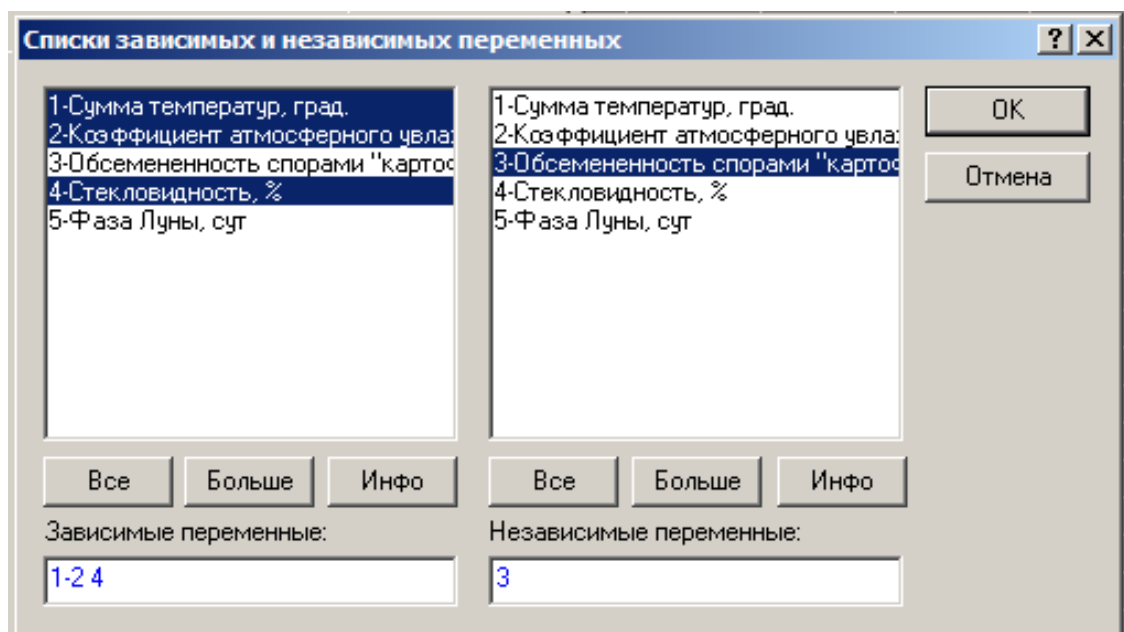 Списки зависимых и независимых переменных
1-Сумма температур, град.
2-Коэффициент атмосферного увла:
3-Обсемененность спорами "картоф
4-Стекловидность, %
5-Фаза Луны, сут
1-Сумма температур, град.
2-Коэффициент атмосферного увла:
3-Обсемененность спорами "картоф
4-Стекловидность, %
5-Фаза Луны, сут
OK
Отмена
Все Больше Инфо
Все Больше Инфо
Зависимые переменные:
1-2 4
Независимые переменные:
3